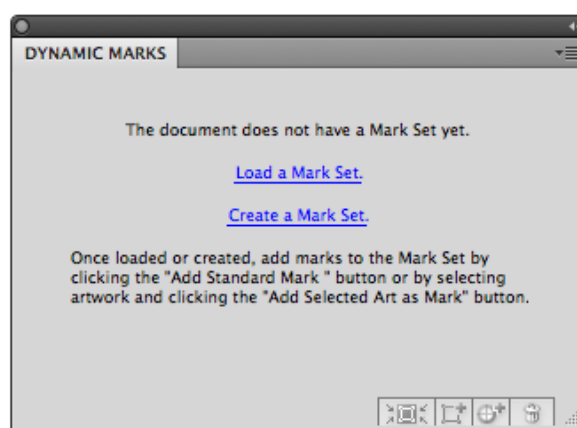 DYNAMIC MARKS
The document does not have a Mark Set yet.
Load a Mark Set.
Create a Mark Set.
Once loaded or created, add marks to the Mark Set by
clicking the "Add Standard Mark " button or by selecting
artwork and clicking the "Add Selected Art as Mark" button.